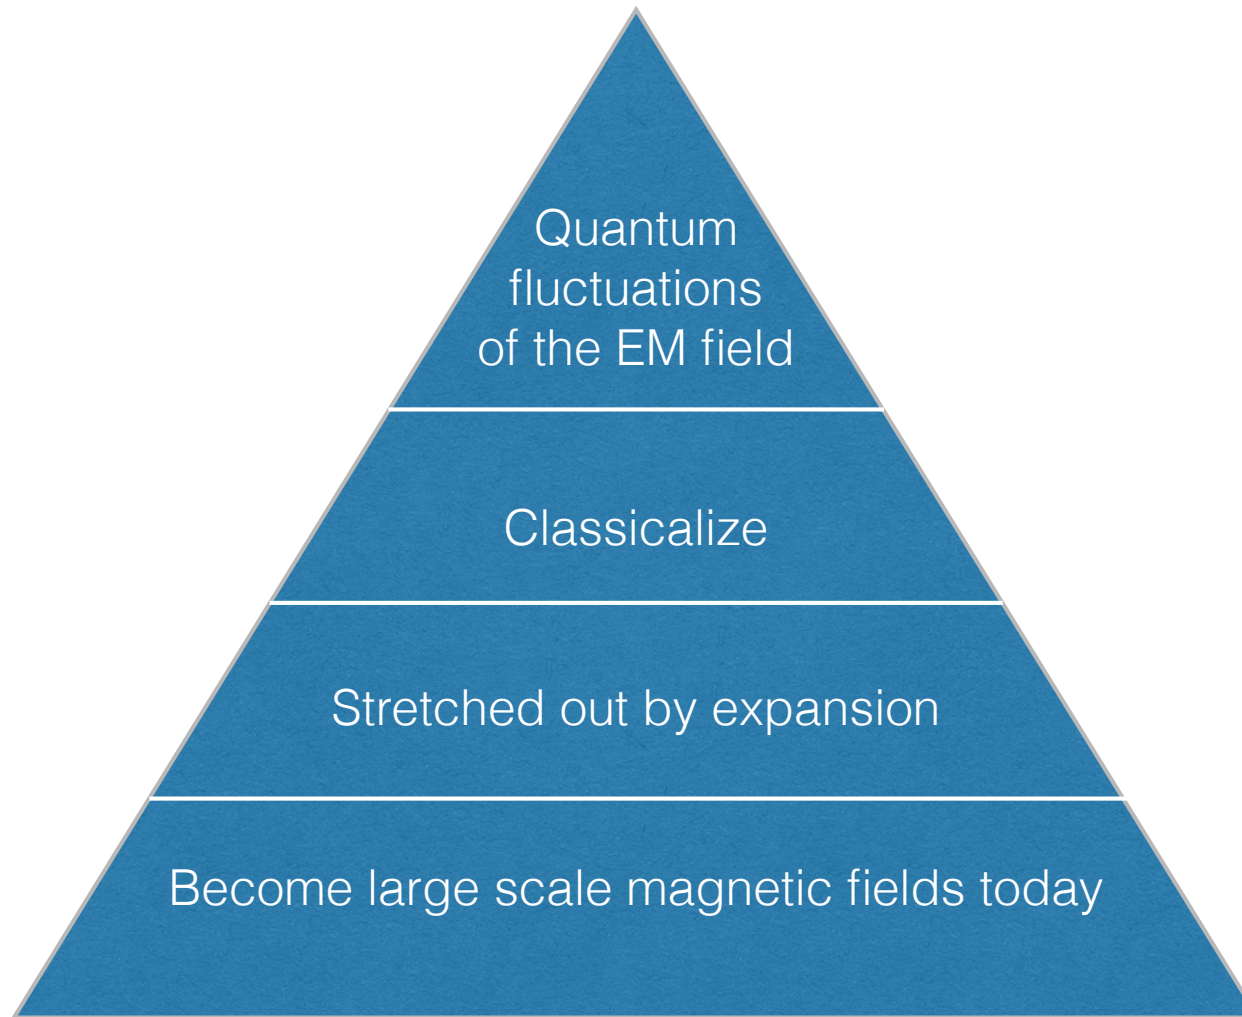 Quantum
fluctuations
of the EM field
Classicalize
Stretched out by expansion
Become large scale magnetic fields today